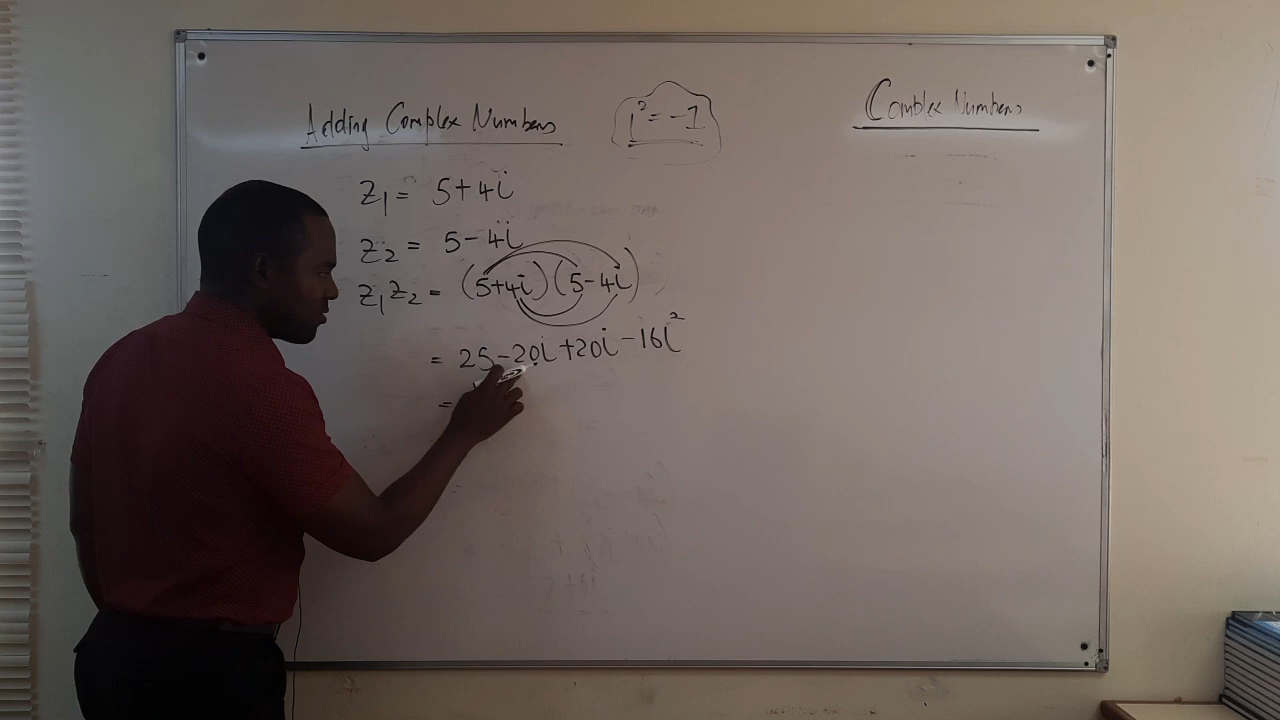 Adding Complex Numbers
i² = -1
Complex Numbers
Z₁ = 5+4i
Z₂ = 5-4i
Z₁Z₂ = (5+4i)(5-4i)
= 25-20i+20i-16i²
=